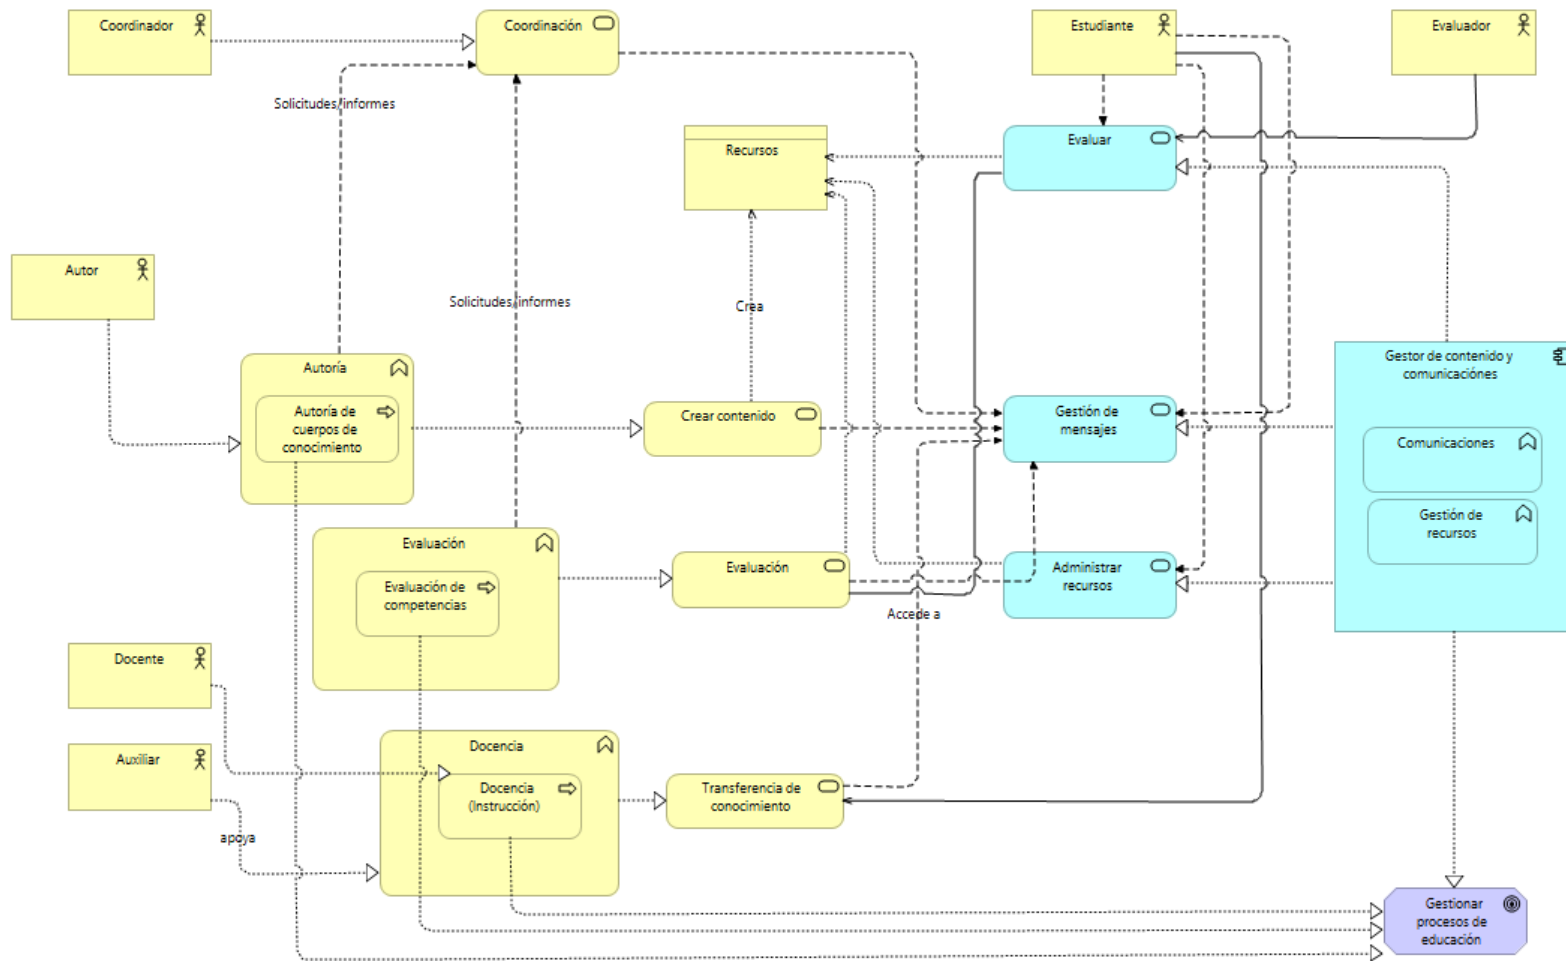 Coordinador
Coordinación
Estudiante
Evaluador
Solicitudes/informes
Recursos
Evaluar
Autor
Solicitudes/informes
Crea
Autoría
Autoría de
cuerpos de
conocimiento
Crear contenido
Gestión de
mensajes
Gestor de contenido y
comunicaciónes
Comunicaciones
Gestión de
recursos
Evaluación
Evaluación de
competencias
Evaluación
Administrar
recursos
Accede a
Docente
Auxiliar
apoya
Docencia
Docencia
(Instrucción)
Transferencia de
conocimiento
Gestionar
procesos de
educación